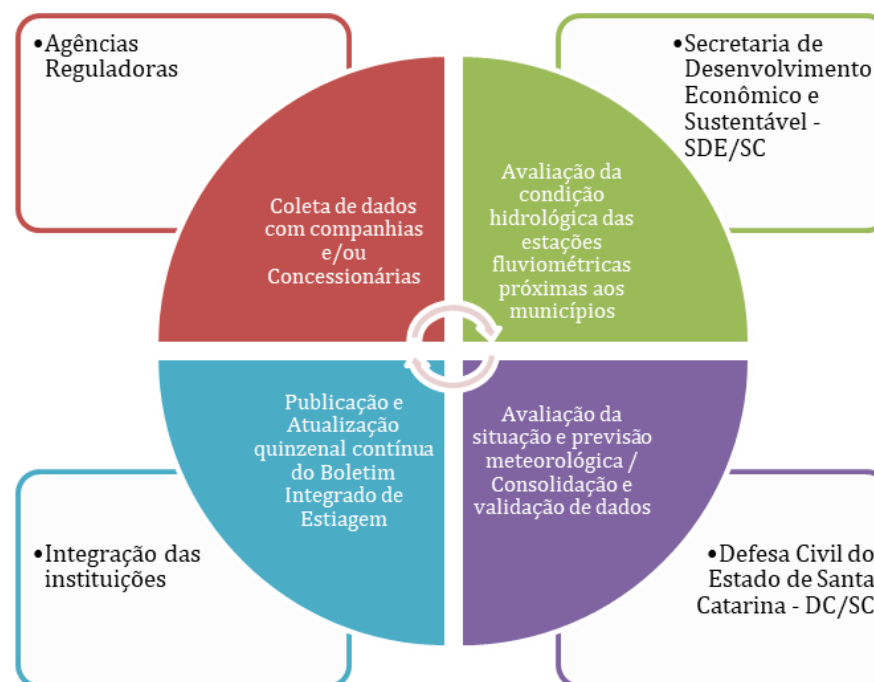 •Agências
Reguladoras
•Secretaria de
Desenvolvimento
Econômico e
Sustentável -
SDE/SC
Coleta de dados
com companhias
e/ou
Concessionárias
Avaliação da
condição
hidrológica das
estações
fluviométricas
próximas aos
municípios
Publicação e
Atualização
quinzenal contínua
do Boletim
Integrado de
Estiagem
Avaliação da
situação e previsão
meteorológica /
Consolidação e
validação de dados
•Integração das
instituições
•Defesa Civil do
Estado de Santa
Catarina - DC/SC